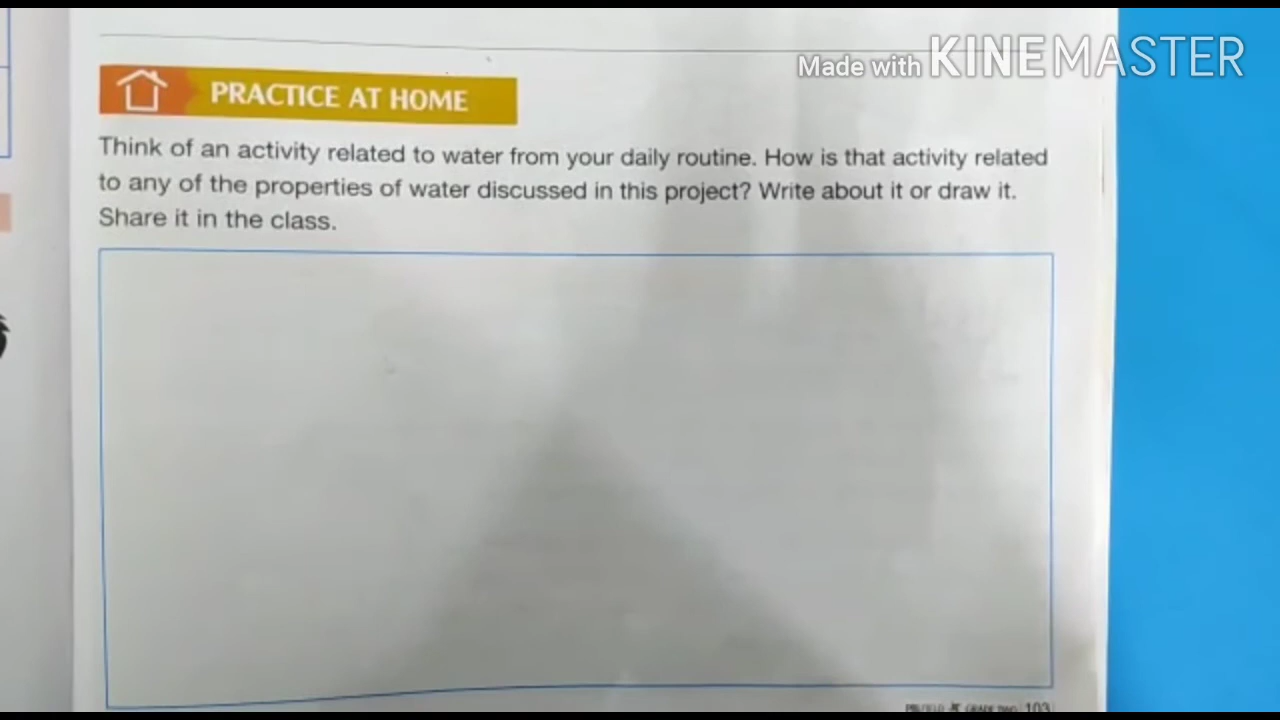 Made with KINEMASTER
PRACTICE AT HOME
Think of an activity related to water from your daily routine. How is that activity related
to any of the properties of water discussed in this project? Write about it or draw it.
Share it in the class.
GRADE TWO 103